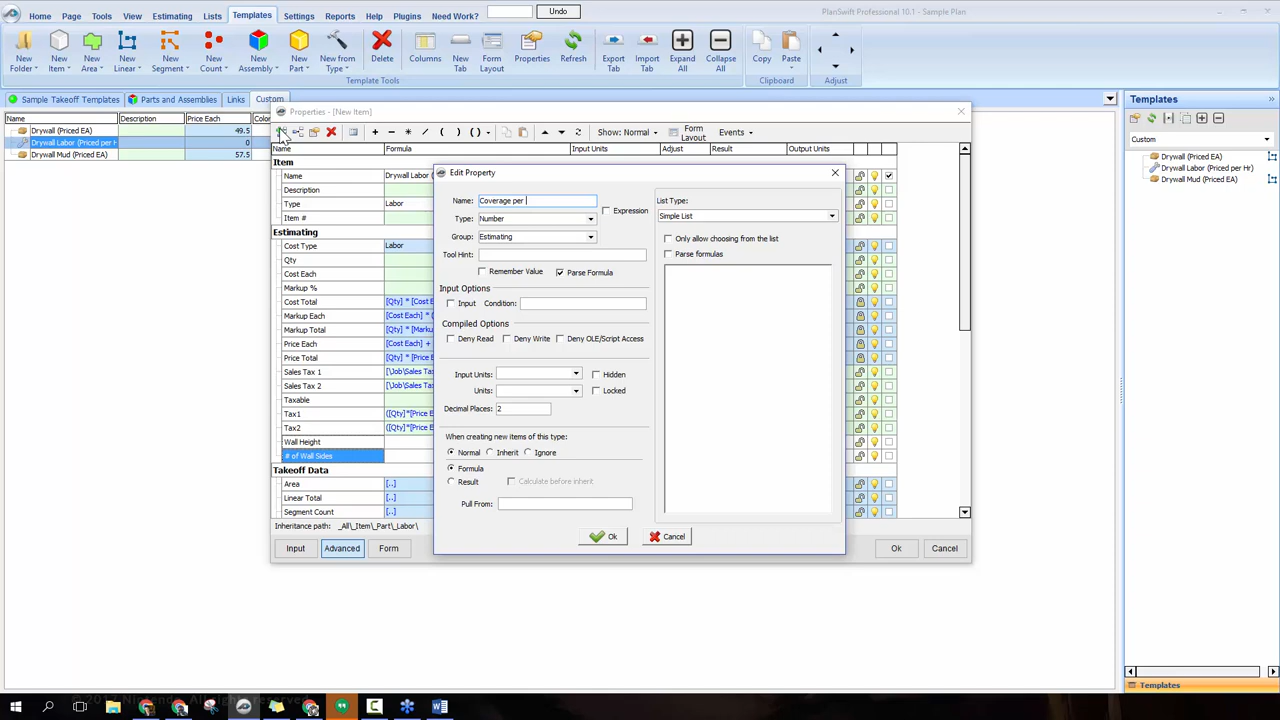 PlanSwift Professional 10.1 - Sample Plan
Home Page Tools View Estimating Lists Templates Settings Reports Help Plugins Need Work? Undo
New Folder New Item New Area New Linear New Segment New Count New Assembly New Part New from Type Delete Columns New Tab Form Layout Properties Refresh Export Tab Import Tab Expand All Collapse All Copy Paste
Template Tools Clipboard Adjust
Sample Takeoff Templates Parts and Assemblies Links Custom
Name Description Price Each Color
Drywall (Priced EA) 49.5
Drywall Labor (Priced per H 0
Drywall Mud (Priced EA) 57.5
Properties - [New Item]
Show: Normal Form Layout Events
Name Formula Input Units Adjust Result Output Units
Item
Name Drywall Labor (
Description
Type Labor
Item #
Estimating
Cost Type Labor
Qty
Cost Each
Markup %
Cost Total [Qty] * [Cost E
Markup Each [Cost Each] *
Markup Total [Qty] * [Marku
Price Each [Cost Each] +
Price Total [Qty] * [Price E
Sales Tax 1 [\Job\Sales Ta
Sales Tax 2 [\Job\Sales Ta
Taxable
Tax1 ([Qty]*[Price E
Tax2 ([Qty]*[Price E
Wall Height
# of Wall Sides
Takeoff Data
Area [..]
Linear Total [..]
Segment Count [..]
Inheritance path: _All\_Item\_Part\_Labor\
Input Advanced Form Ok Cancel
Edit Property
Name: Coverage per
Expression
Type: Number
Group: Estimating
Tool Hint:
Remember Value Parse Formula
Input Options
Input Condition:
Compiled Options
Deny Read Deny Write Deny OLE/Script Access
Input Units: Hidden
Units: Locked
Decimal Places: 2
When creating new items of this type:
Normal Inherit Ignore
Formula
Result Calculate before inherit
Pull From:
List Type:
Simple List
Only allow choosing from the list
Parse formulas
Ok Cancel
Templates
Custom
Drywall (Priced EA)
Drywall Labor (Priced per Hr)
Drywall Mud (Priced EA)
Templates